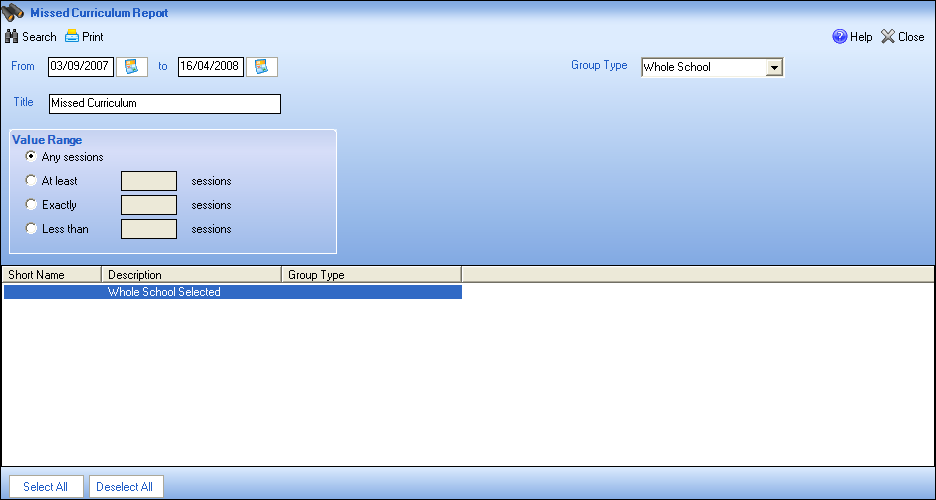 Missed Curriculum Report
Search Print Help Close
From 03/09/2007 to 16/04/2008 Group Type Whole School
Title Missed Curriculum
Value Range
Any sessions
At least sessions
Exactly sessions
Less than sessions
Short Name Description Group Type
Whole School Selected
Select All Deselect All